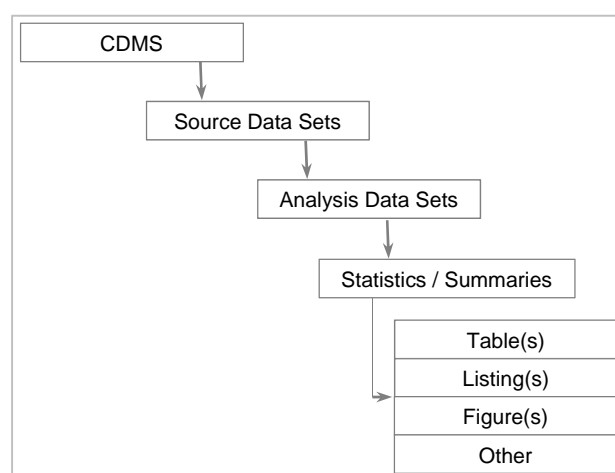 CDMS
Source Data Sets
Analysis Data Sets
Statistics / Summaries
Table(s)
Listing(s)
Figure(s)
Other